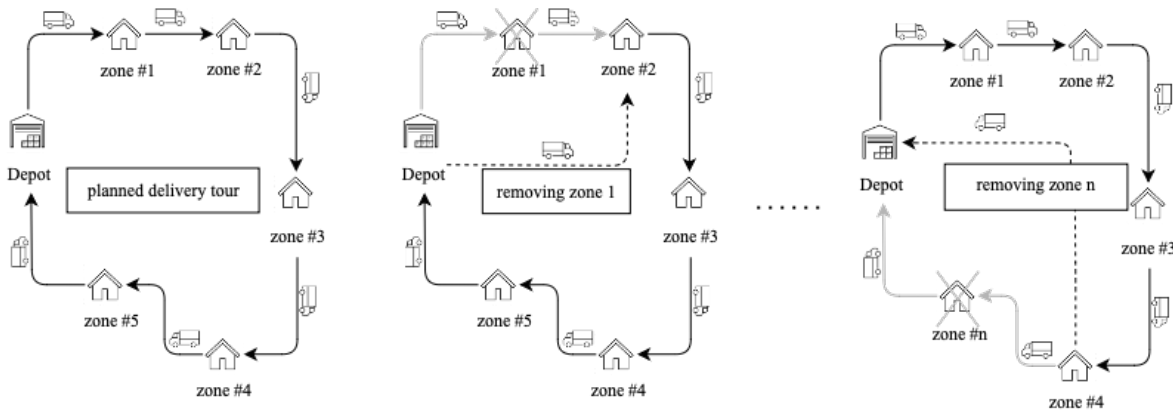 zone #1
zone #2
Depot
planned delivery tour
zone #3
zone #5
zone #4
zone #1
zone #2
Depot
removing zone 1
zone #3
zone #5
zone #4
......
zone #1
zone #2
Depot
removing zone n
zone #3
zone #n
zone #4